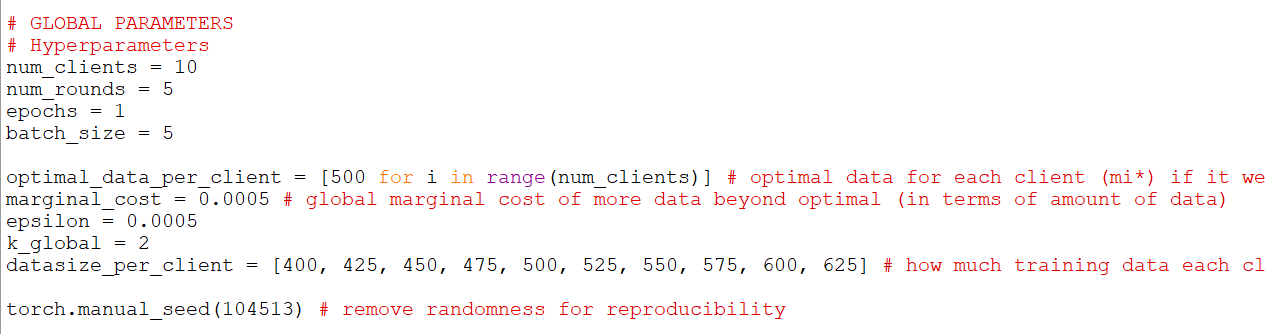 # GLOBAL PARAMETERS
# Hyperparameters
num_clients = 10
num_rounds = 5
epochs = 1
batch_size = 5
optimal_data_per_client = [500 for i in range(num_clients)] # optimal data for each client (mi*) if it we
marginal_cost = 0.0005 # global marginal cost of more data beyond optimal (in terms of amount of data)
epsilon = 0.0005
k_global = 2
datasize_per_client = [400, 425, 450, 475, 500, 525, 550, 575, 600, 625] # how much training data each cl
torch.manual_seed(104513) # remove randomness for reproducibility